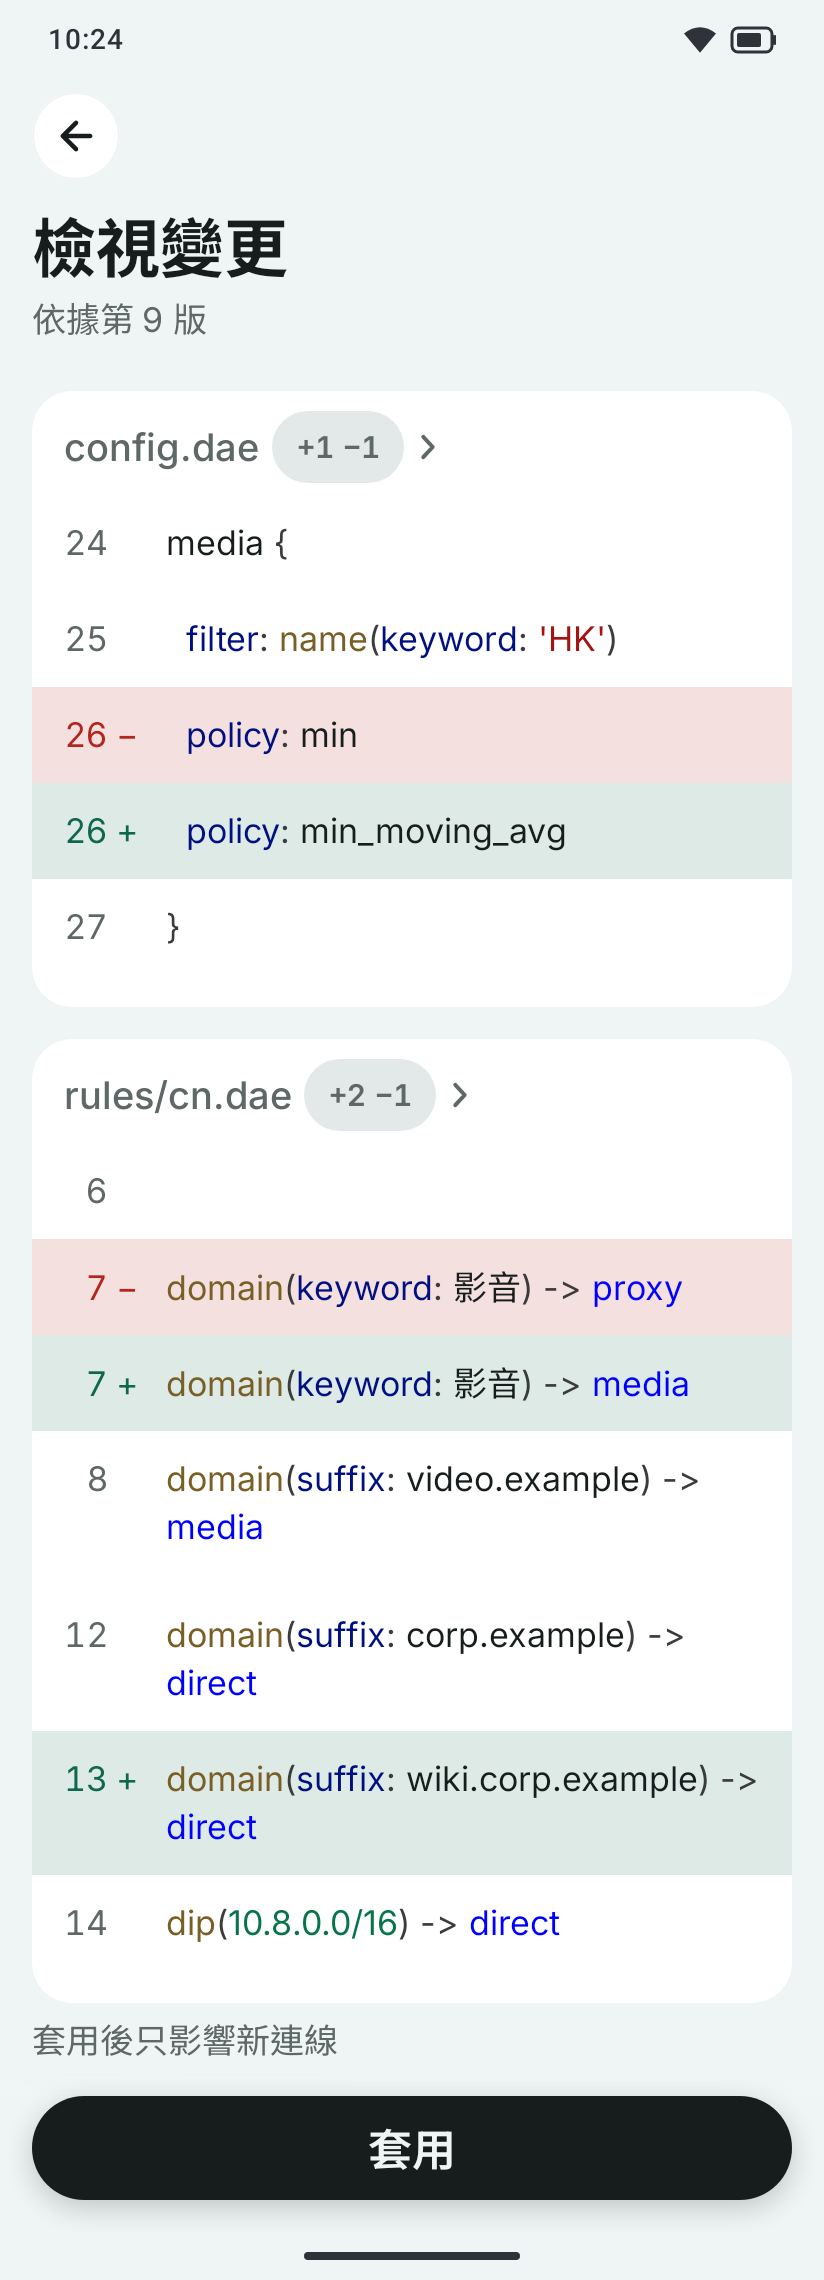 10:24
檢視變更
依據第 9 版
config.dae +1 −1
24 media {
25 filter: name(keyword: 'HK')
26 − policy: min
26 + policy: min_moving_avg
27 }
rules/cn.dae +2 −1
6
7 − domain(keyword: 影音) -> proxy
7 + domain(keyword: 影音) -> media
8 domain(suffix: video.example) ->
media
12 domain(suffix: corp.example) ->
direct
13 + domain(suffix: wiki.corp.example) ->
direct
14 dip(10.8.0.0/16) -> direct
套用後只影響新連線
套用